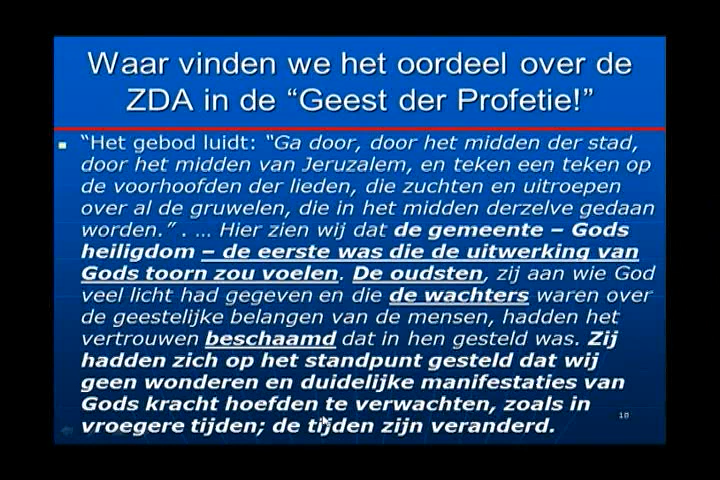 Waar vinden we het oordeel over de
ZDA in de “Geest der Profetie!”
“Het gebod luidt: “Ga door, door het midden der stad,
door het midden van Jeruzalem, en teken een teken op
de voorhoofden der lieden, die zuchten en uitroepen
over al de gruwelen, die in het midden derzelve gedaan
worden.” . … Hier zien wij dat de gemeente – Gods
heiligdom – de eerste was die de uitwerking van
Gods toorn zou voelen. De oudsten, zij aan wie God
veel licht had gegeven en die de wachters waren over
de geestelijke belangen van de mensen, hadden het
vertrouwen beschaamd dat in hen gesteld was. Zij
hadden zich op het standpunt gesteld dat wij
geen wonderen en duidelijke manifestaties van
Gods kracht hoefden te verwachten, zoals in
vroegere tijden; de tijden zijn veranderd.
10